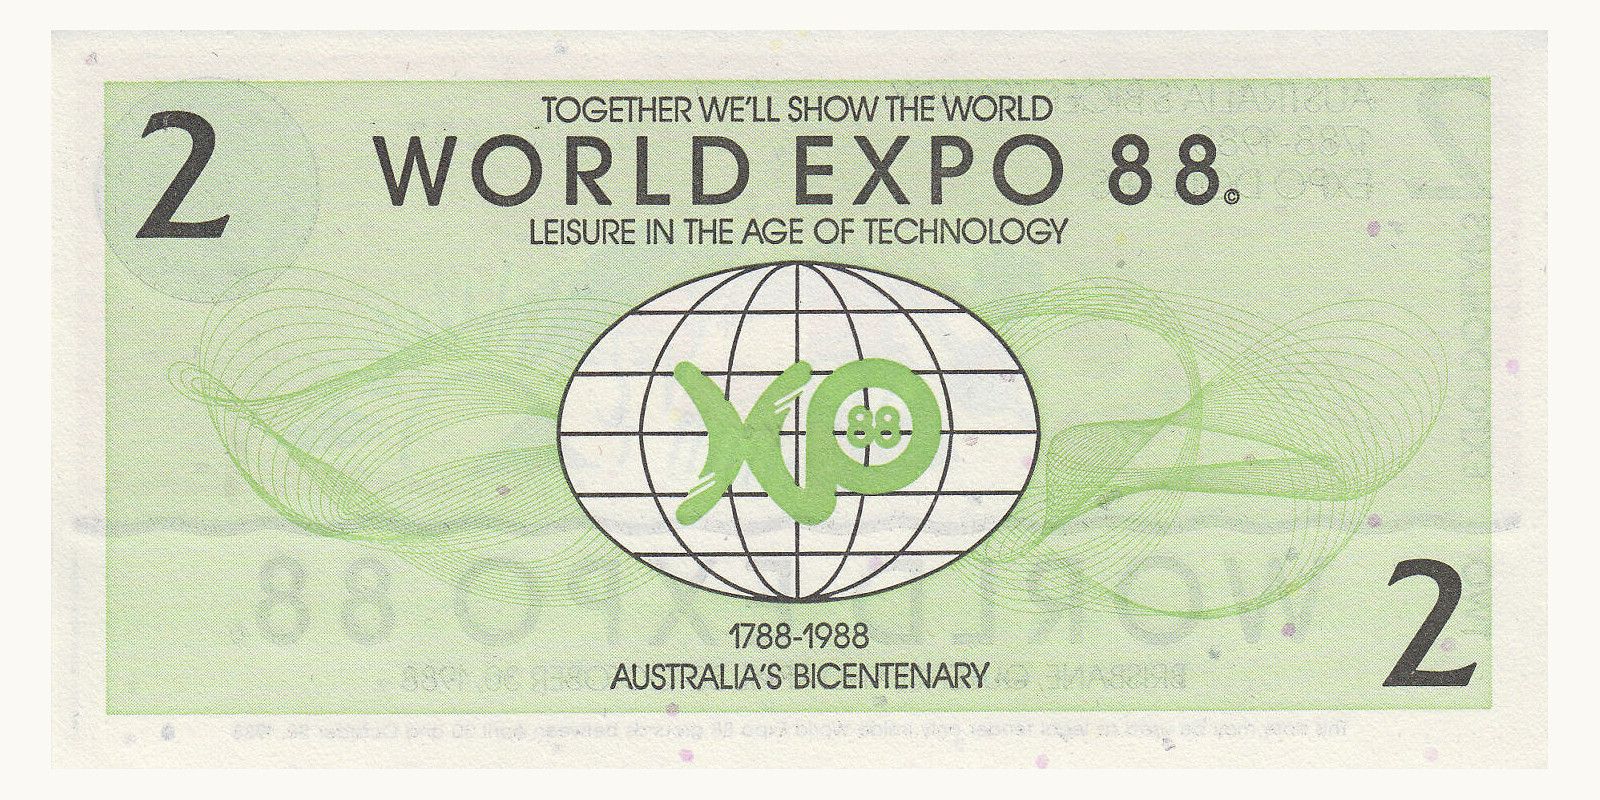 2
TOGETHER WE'LL SHOW THE WORLD
WORLD EXPO 88©
LEISURE IN THE AGE OF TECHNOLOGY
xp
88
1788-1988
AUSTRALIA'S BICENTENARY
2